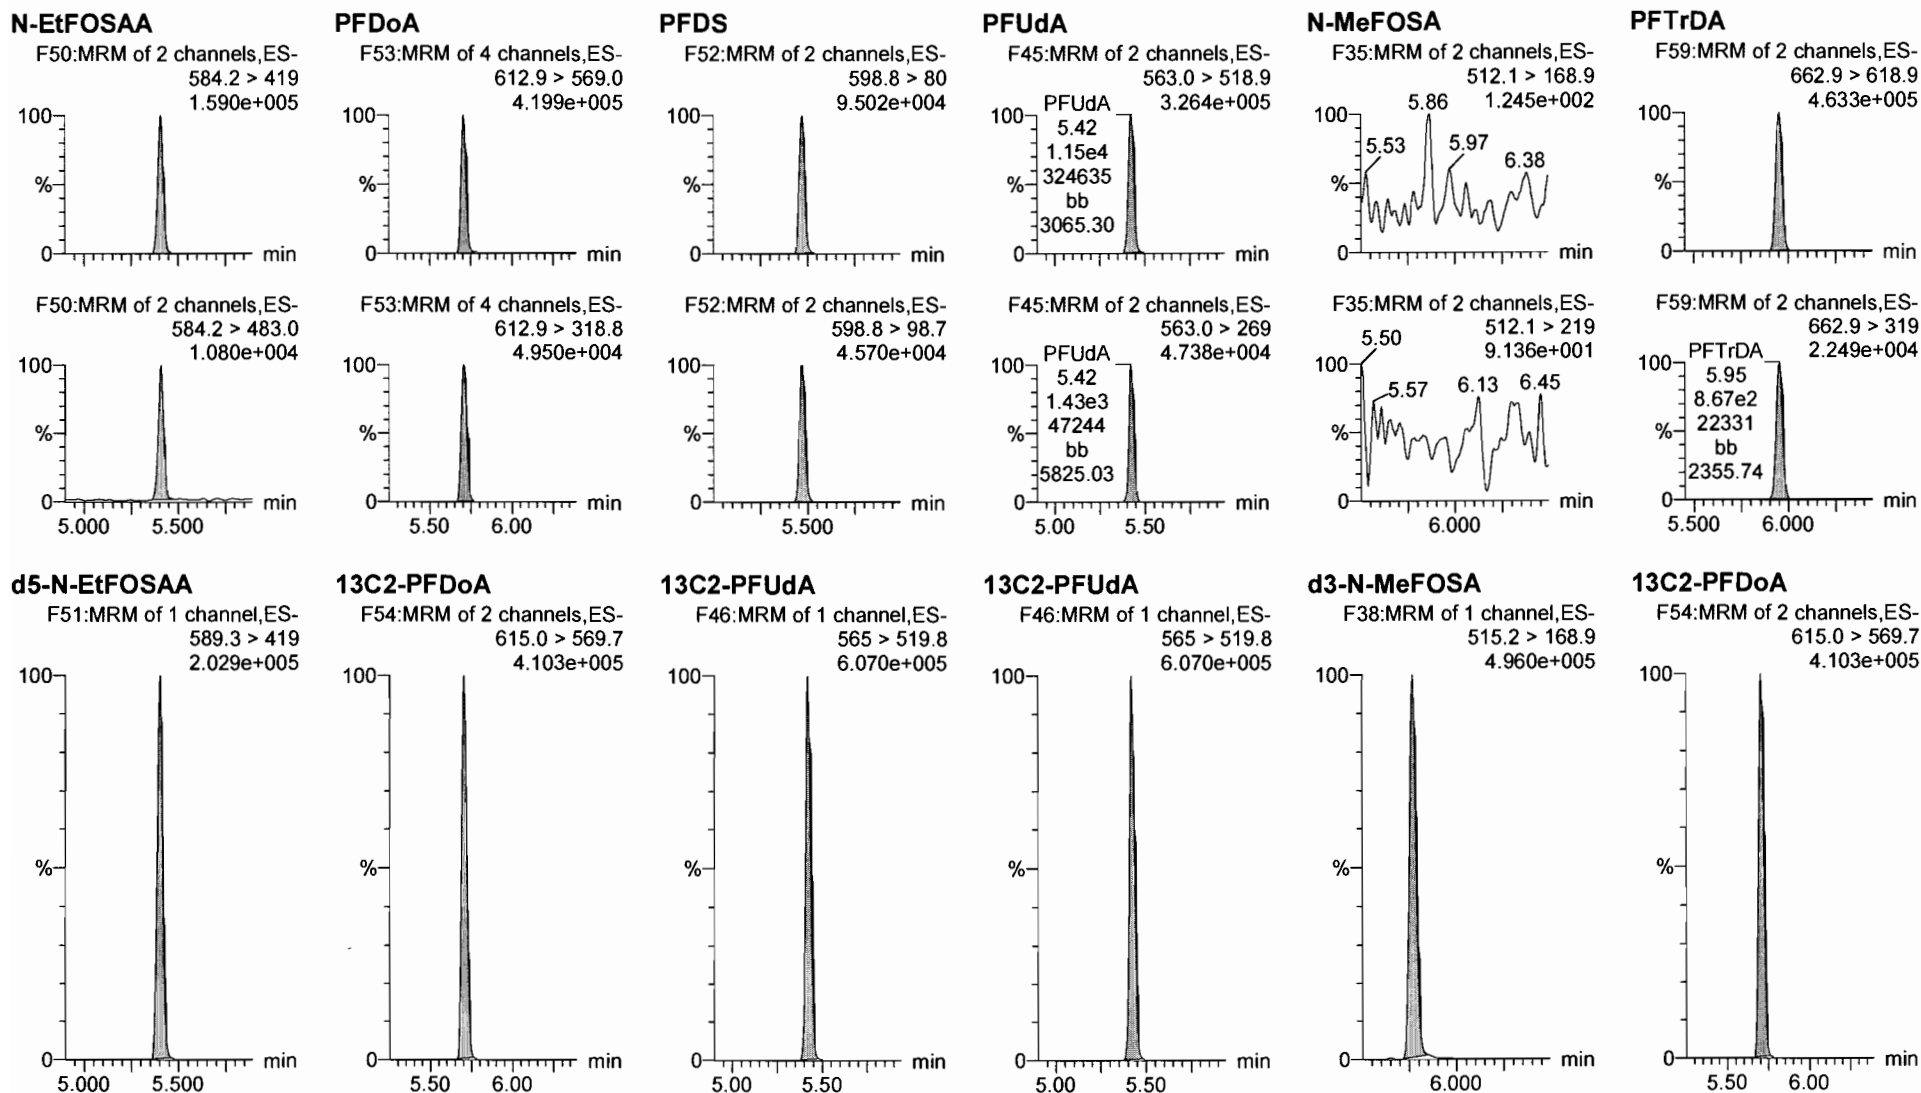 N-EtFOSAA
F50:MRM of 2 channels,ES-
584.2 > 419
1.590e+005
100
%
0
min
F50:MRM of 2 channels,ES-
584.2 > 483.0
1.080e+004
100
%
0
min
5.000 5.500
d5-N-EtFOSAA
F51:MRM of 1 channel,ES-
589.3 > 419
2.029e+005
100
%
0
min
5.000 5.500
PFDoA
F53:MRM of 4 channels,ES-
612.9 > 569.0
4.199e+005
100
%
0
min
F53:MRM of 4 channels,ES-
612.9 > 318.8
4.950e+004
100
%
0
min
5.50 6.00
13C2-PFDoA
F54:MRM of 2 channels,ES-
615.0 > 569.7
4.103e+005
100
%
0
min
5.50 6.00
PFDS
F52:MRM of 2 channels,ES-
598.8 > 80
9.502e+004
100
%
0
min
F52:MRM of 2 channels,ES-
598.8 > 98.7
4.570e+004
100
%
0
min
5.500
13C2-PFUdA
F46:MRM of 1 channel,ES-
565 > 519.8
6.070e+005
100
%
0
min
5.00 5.50
PFUdA
F45:MRM of 2 channels,ES-
563.0 > 518.9
3.264e+005
PFUdA
5.42
1.15e4
324635
bb
3065.30
100
%
0
min
F45:MRM of 2 channels,ES-
563.0 > 269
4.738e+004
PFUdA
5.42
1.43e3
47244
bb
5825.03
100
%
0
min
5.00 5.50
13C2-PFUdA
F46:MRM of 1 channel,ES-
565 > 519.8
6.070e+005
100
%
0
min
5.00 5.50
N-MeFOSA
F35:MRM of 2 channels,ES-
512.1 > 168.9
1.245e+002
5.86
5.53
5.97
6.38
100
%
0
min
F35:MRM of 2 channels,ES-
512.1 > 219
9.136e+001
5.50
5.57
6.13
6.45
100
%
0
min
6.000
d3-N-MeFOSA
F38:MRM of 1 channel,ES-
515.2 > 168.9
4.960e+005
100
%
0
min
6.000
PFTrDA
F59:MRM of 2 channels,ES-
662.9 > 618.9
4.633e+005
100
%
0
min
F59:MRM of 2 channels,ES-
662.9 > 319
2.249e+004
PFTrDA
5.95
8.67e2
22331
bb
2355.74
100
%
0
min
5.500 6.000
13C2-PFDoA
F54:MRM of 2 channels,ES-
615.0 > 569.7
4.103e+005
100
%
0
min
5.50 6.00